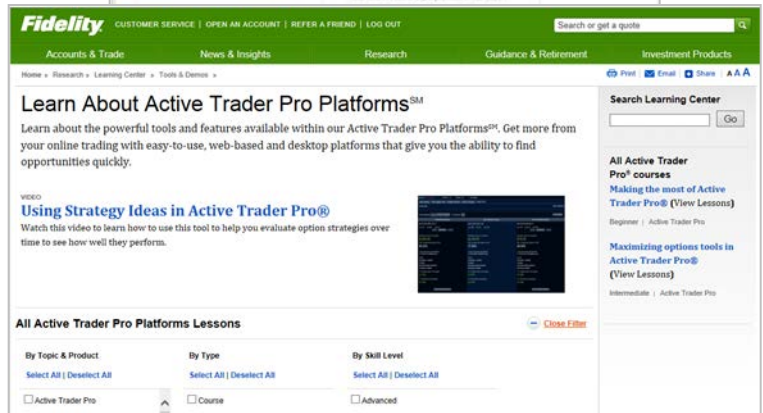 Fidelity
CUSTOMER SERVICE | OPEN AN ACCOUNT | REFER A FRIEND | LOG OUT
Search or get a quote
Accounts & Trade News & Insights Research Guidance & Retirement Investment Products
Home » Research » Learning Center » Tools & Demos »
Print Email Share A A A
Learn About Active Trader Pro Platforms℠
Learn about the powerful tools and features available within our Active Trader Pro Platforms℠. Get more from
your online trading with easy-to-use, web-based and desktop platforms that give you the ability to find
opportunities quickly.
VIDEO
Using Strategy Ideas in Active Trader Pro®
Watch this video to learn how to use this tool to help you evaluate option strategies over
time to see how well they perform.
All Active Trader Pro Platforms Lessons
Close Filter
By Topic & Product By Type By Skill Level
Select All | Deselect All Select All | Deselect All Select All | Deselect All
Active Trader Pro Course Advanced
Search Learning Center
Go
All Active Trader
Pro® courses
Making the most of Active
Trader Pro® (View Lessons)
Beginner | Active Trader Pro
Maximizing options tools in
Active Trader Pro®
(View Lessons)
Intermediate | Active Trader Pro